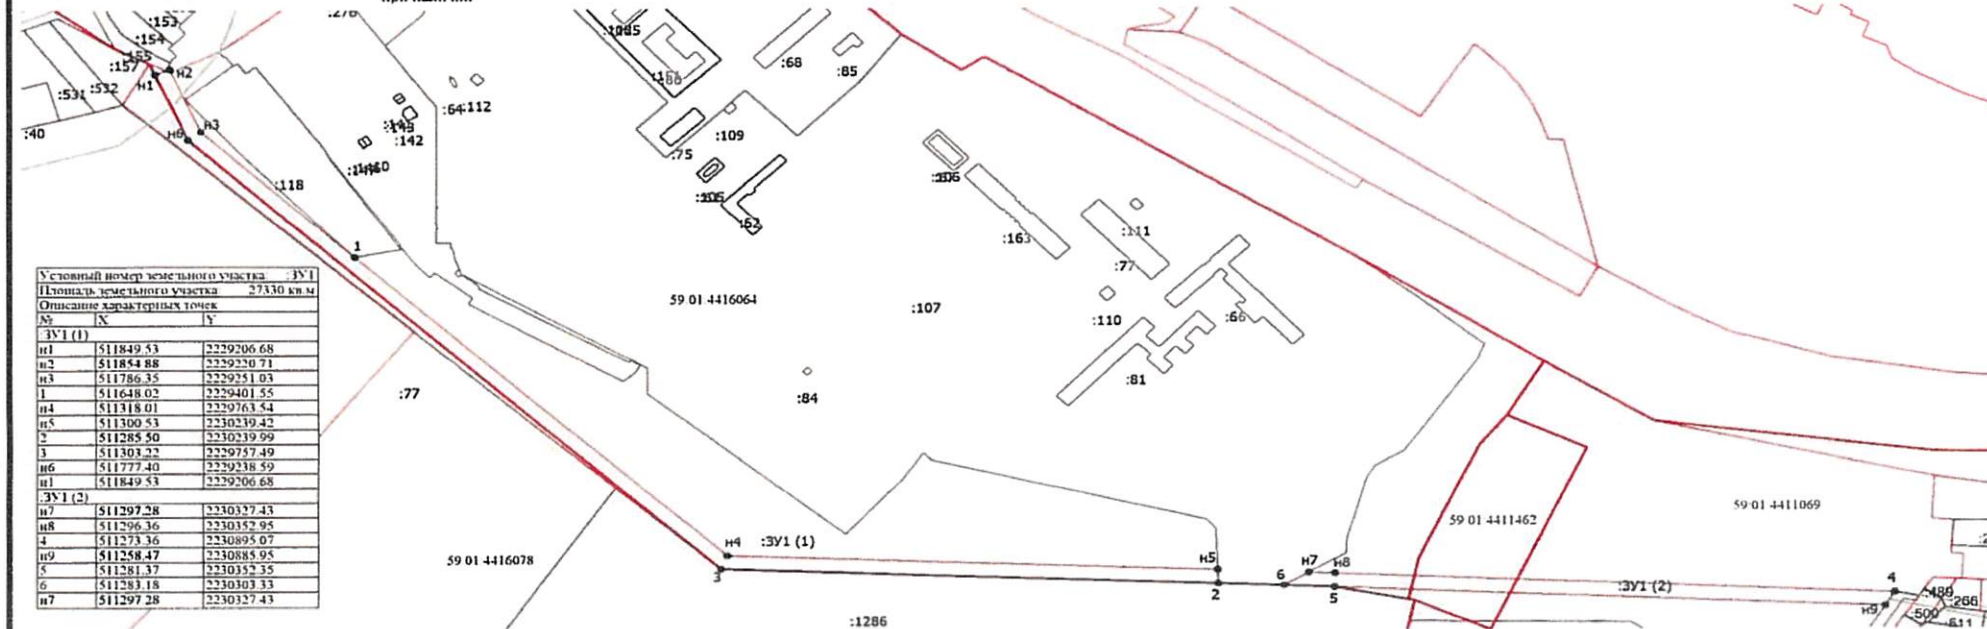 :153
:154
:155
:157
:276
н1
н2
:531
:532
:40
н3
н6
:118
:142
:64
:112
:68
:85
:75
:109
:62
:163
:111
:77
:110
:66
:81
:107
:84
:77
1
59 01 4416064
Условный номер земельного участка :ЗУ1
Площадь земельного участка 27330 кв.м
Описание характерных точек
№ X Y
:ЗУ1 (1)
н1 511849.53 2229206.68
н2 511854.88 2229220.71
н3 511786.35 2229251.03
1 511648.02 2229401.55
н4 511318.01 2229763.54
н5 511300.53 2230239.42
2 511285.50 2230239.99
3 511303.22 2229757.49
н6 511777.40 2229238.59
н1 511849.53 2229206.68
:ЗУ1 (2)
н7 511297.28 2230327.43
н8 511296.36 2230352.95
4 511273.36 2230895.07
н9 511258.47 2230885.95
5 511281.37 2230352.35
6 511283.18 2230303.33
н7 511297.28 2230327.43
59 01 4411069
59 01 4411462
59 01 4416078
н4
:ЗУ1 (1)
н5
3
2
6
н7
н8
5
:ЗУ1 (2)
4
н9
:489
:266
:500
:511
:1286